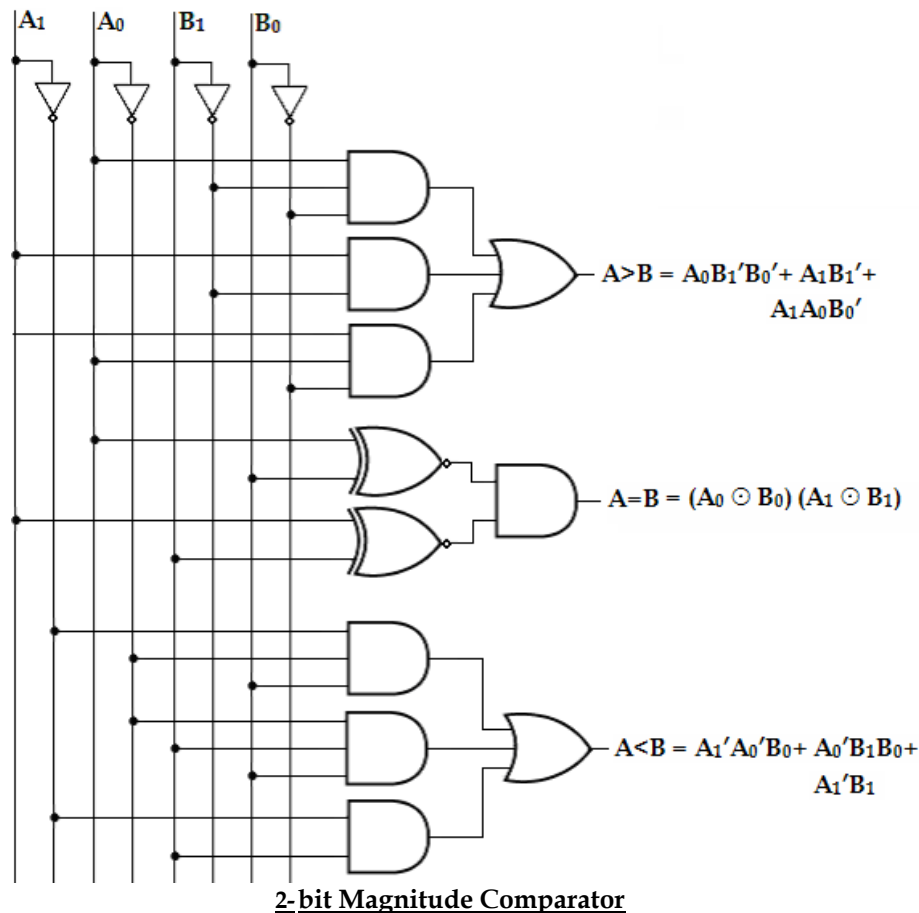 A₁ A₀ B₁ B₀
A>B = A₀B₁′B₀′+ A₁B₁′+
A₁A₀B₀′
A=B = (A₀ ⊙ B₀) (A₁ ⊙ B₁)
A<B = A₁′A₀′B₀+ A₀′B₁B₀+
A₁′B₁
2-bit Magnitude Comparator